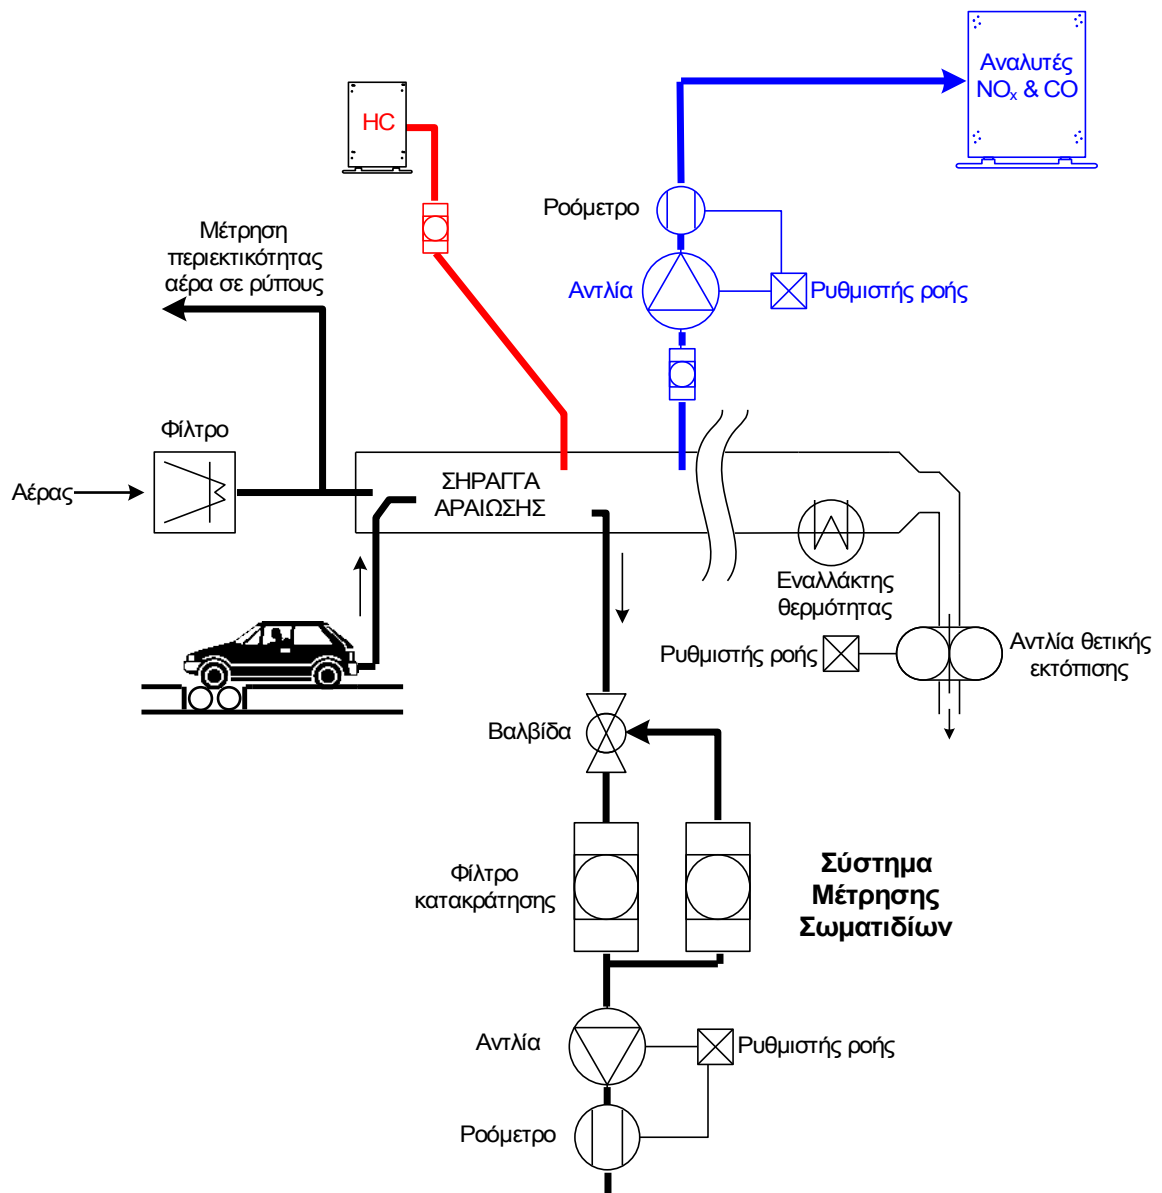 Αναλυτές
NOx & CO
HC
Ροόμετρο
Μέτρηση
περιεκτικότητας
αέρα σε ρύπους
Αντλία
Ρυθμιστής ροής
Φίλτρο
Αέρας
ΣΗΡΑΓΓΑ
ΑΡΑΙΩΣΗΣ
Εναλλάκτης
θερμότητας
Ρυθμιστής ροής
Αντλία θετικής
εκτόπισης
Βαλβίδα
Φίλτρο
κατακράτησης
Σύστημα
Μέτρησης
Σωματιδίων
Αντλία
Ρυθμιστής ροής
Ροόμετρο